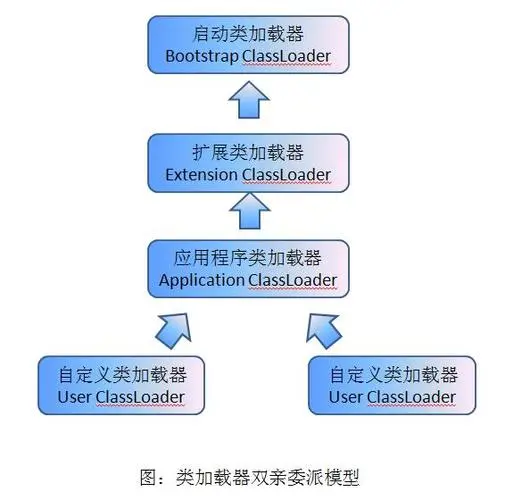 启动类加载器
Bootstrap ClassLoader
扩展类加载器
Extension ClassLoader
应用程序类加载器
Application ClassLoader
自定义类加载器
User ClassLoader
自定义类加载器
User ClassLoader
图：类加载器双亲委派模型